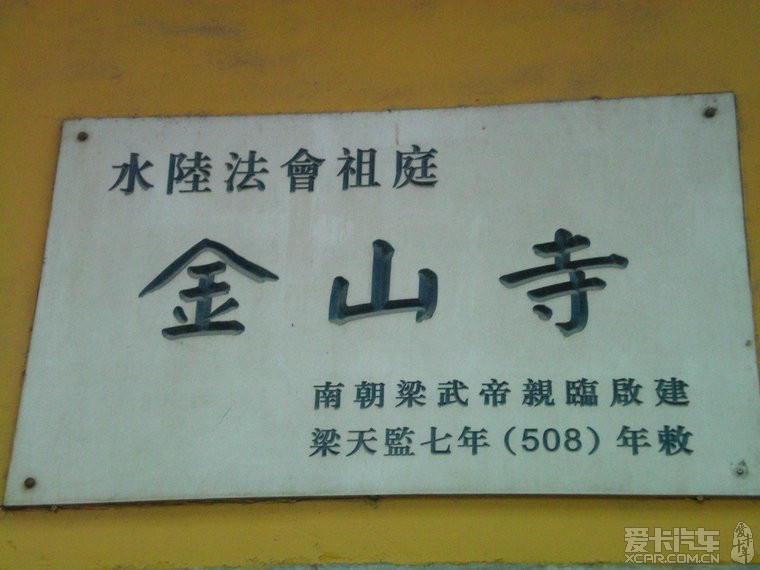 水陸法會祖庭
金山寺
南朝梁武帝親臨啟建
梁天監七年(508)年敕
爱卡汽车
XCAR.COM.CN